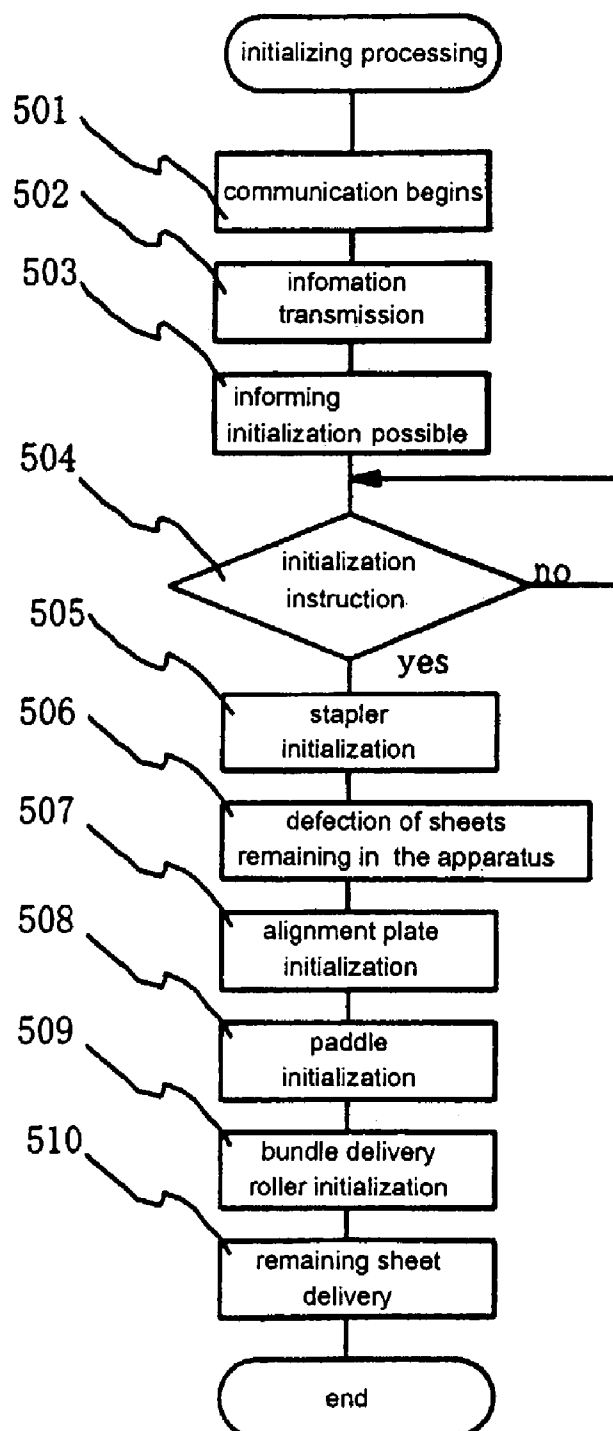 initializing processing
501
communication begins
502
infomation
transmission
503
informing
initialization possible
504
initialization
instruction
no
yes
505
stapler
initialization
506
defection of sheets
remaining in the apparatus
507
alignment plate
initialization
508
paddle
initialization
509
bundle delivery
roller initialization
510
remaining sheet
delivery
end